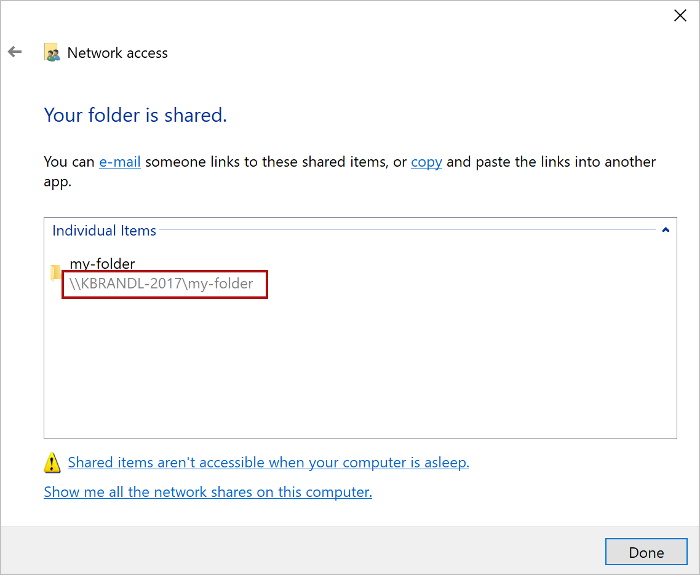 Network access
Your folder is shared.
You can e-mail someone links to these shared items, or copy and paste the links into another
app.
Individual Items
my-folder
\\KBRANDL-2017\my-folder
Shared items aren't accessible when your computer is asleep.
Show me all the network shares on this computer.
Done